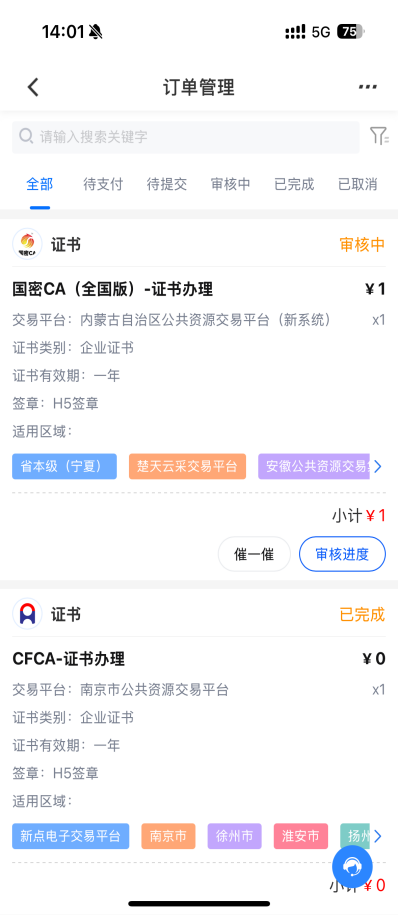 14:01 5G 75
订单管理
请输入搜索关键字
全部 待支付 待提交 审核中 已完成 已取消
国密CA 证书 审核中
国密CA（全国版）-证书办理 ¥1
交易平台：内蒙古自治区公共资源交易平台（新系统） x1
证书类别：企业证书
证书有效期：一年
签章：H5签章
适用区域：
省本级（宁夏） 楚天云采交易平台 安徽公共资源交易
小计¥1
催一催 审核进度
证书 已完成
CFCA-证书办理 ¥0
交易平台：南京市公共资源交易平台 x1
证书类别：企业证书
证书有效期：一年
签章：H5签章
适用区域：
新点电子交易平台 南京市 徐州市 淮安市 扬州
小计¥0